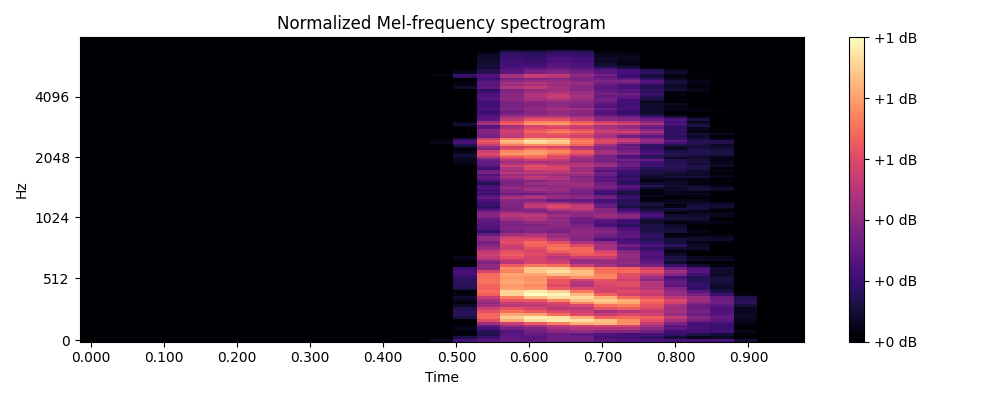 Normalized Mel-frequency spectrogram
Hz
4096
2048
1024
512
0
0.000 0.100 0.200 0.300 0.400 0.500 0.600 0.700 0.800 0.900
Time
+1 dB
+1 dB
+1 dB
+0 dB
+0 dB
+0 dB